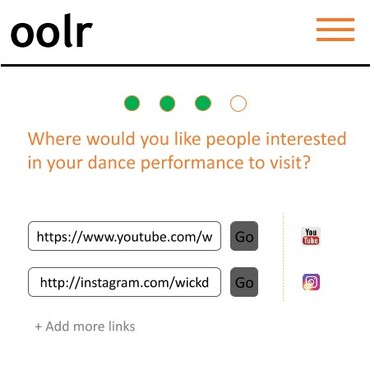 oolr
Where would you like people interested
in your dance performance to visit?
https://www.youtube.com/w
Go
You
Tube
http://instagram.com/wickd
Go
+ Add more links